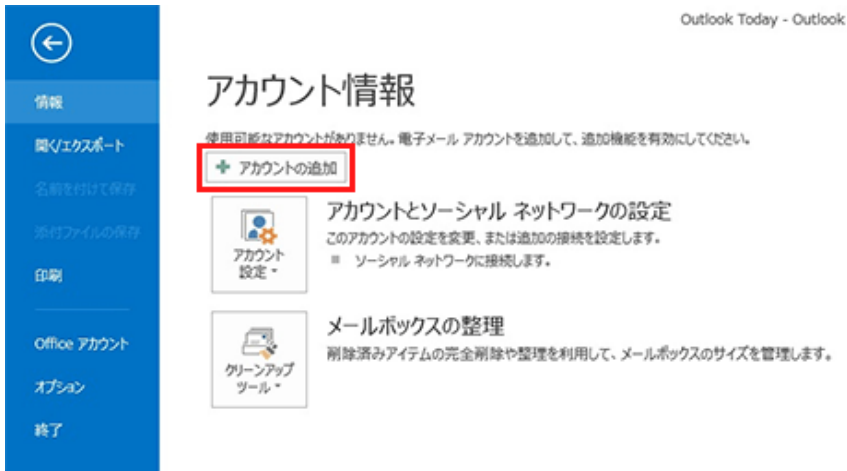 Outlook Today - Outlook
情報
開く/エクスポート
名前を付けて保存
添付ファイルの保存
印刷
Office アカウント
オプション
終了
アカウント情報
使用可能なアカウントがありません。電子メール アカウントを追加して、追加機能を有効にしてください。
アカウントの追加
アカウント
設定
アカウントとソーシャル ネットワークの設定
このアカウントの設定を変更、または追加の接続を設定します。
ソーシャル ネットワークに接続します。
クリーンアップ
ツール
メールボックスの整理
削除済みアイテムの完全削除や整理を利用して、メールボックスのサイズを管理します。